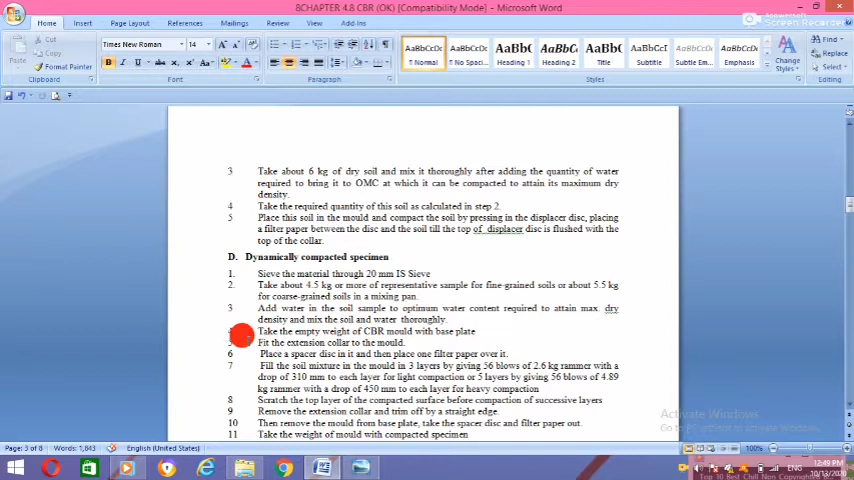 8CHAPTER 4.8 CBR (OK) [Compatibility Mode] - Microsoft Word
Home Insert Page Layout References Mailings Review View Add-Ins
Cut
Copy
Paste
Format Painter
Times New Roman 14
AaBbCcDc AaBbCcDc AaBbC AaBbCc AaBbCc AaBbCcI AaBbCcDc AaBbCcD
¶ Normal ¶ No Spaci... Heading 1 Heading 2 Title Subtitle Subtle Em... Emphasis
Change Styles
Find
Replace
Select
Clipboard Font Paragraph Styles Editing
3 Take about 6 kg of dry soil and mix it thoroughly after adding the quantity of water
required to bring it to OMC at which it can be compacted to attain its maximum dry
density.
4 Take the required quantity of this soil as calculated in step 2.
5 Place this soil in the mould and compact the soil by pressing in the displacer disc, placing
a filter paper between the disc and the soil till the top of displacer disc is flushed with the
top of the collar.
D. Dynamically compacted specimen
1. Sieve the material through 20 mm IS Sieve
2. Take about 4.5 kg or more of representative sample for fine-grained soils or about 5.5 kg
for coarse-grained soils in a mixing pan.
3 Add water in the soil sample to optimum water content required to attain max. dry
density and mix the soil and water thoroughly.
Take the empty weight of CBR mould with base plate
Fit the extension collar to the mould.
6 Place a spacer disc in it and then place one filter paper over it.
7 Fill the soil mixture in the mould in 3 layers by giving 56 blows of 2.6 kg rammer with a
drop of 310 mm to each layer for light compaction or 5 layers by giving 56 blows of 4.89
kg rammer with a drop of 450 mm to each layer for heavy compaction
8 Scratch the top layer of the compacted surface before compaction of successive layers
9 Remove the extension collar and trim off by a straight edge.
10 Then remove the mould from base plate, take the spacer disc and filter paper out.
11 Take the weight of mould with compacted specimen
Activate Windows
Page: 3 of 8 Words: 1,843
100%
ENG
12:49 PM
10/13/2020